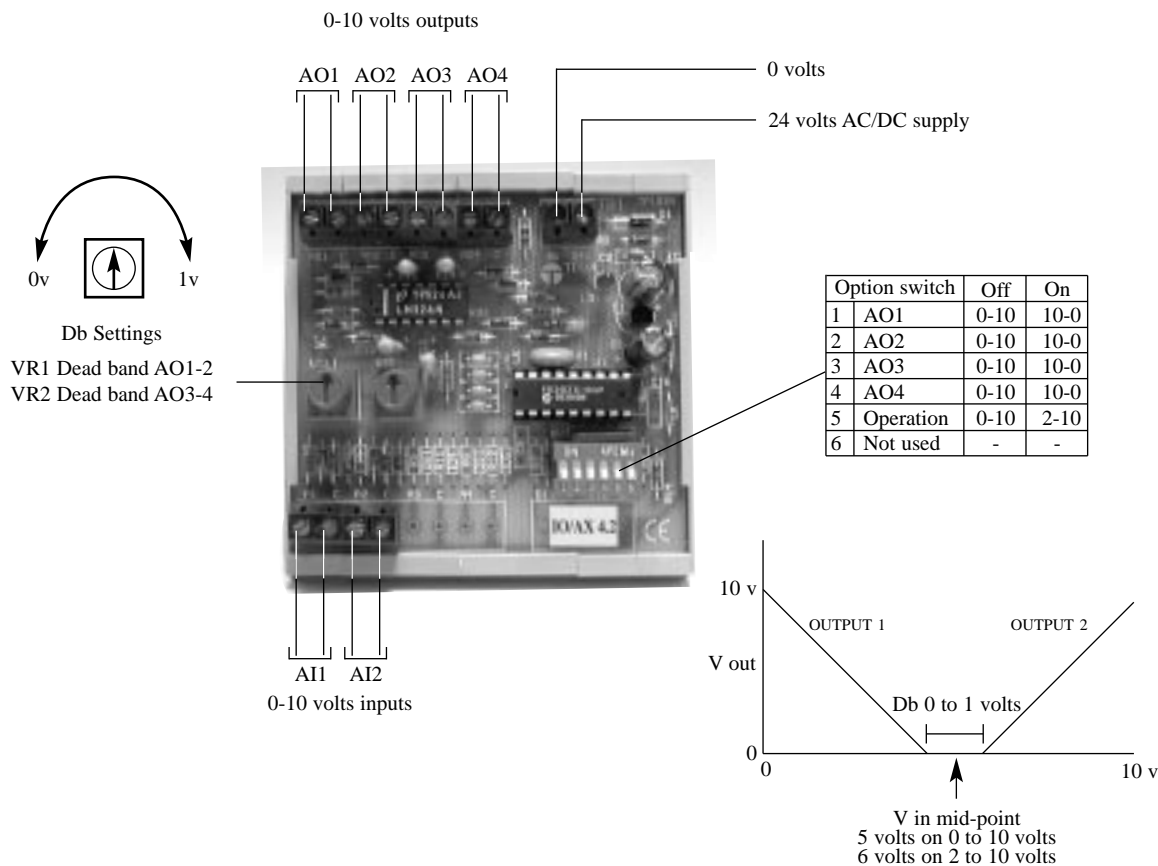 0-10 volts outputs
AO1 AO2 AO3 AO4
0 volts
24 volts AC/DC supply
0v 1v
Db Settings
VR1 Dead band AO1-2
VR2 Dead band AO3-4
Option switch Off On
1 AO1 0-10 10-0
2 AO2 0-10 10-0
3 AO3 0-10 10-0
4 AO4 0-10 10-0
5 Operation 0-10 2-10
6 Not used - -
IO/AX 4.2
CE
AI1 AI2
0-10 volts inputs
10 v
OUTPUT 1 OUTPUT 2
V out
Db 0 to 1 volts
0
0 10 v
V in mid-point
5 volts on 0 to 10 volts
6 volts on 2 to 10 volts